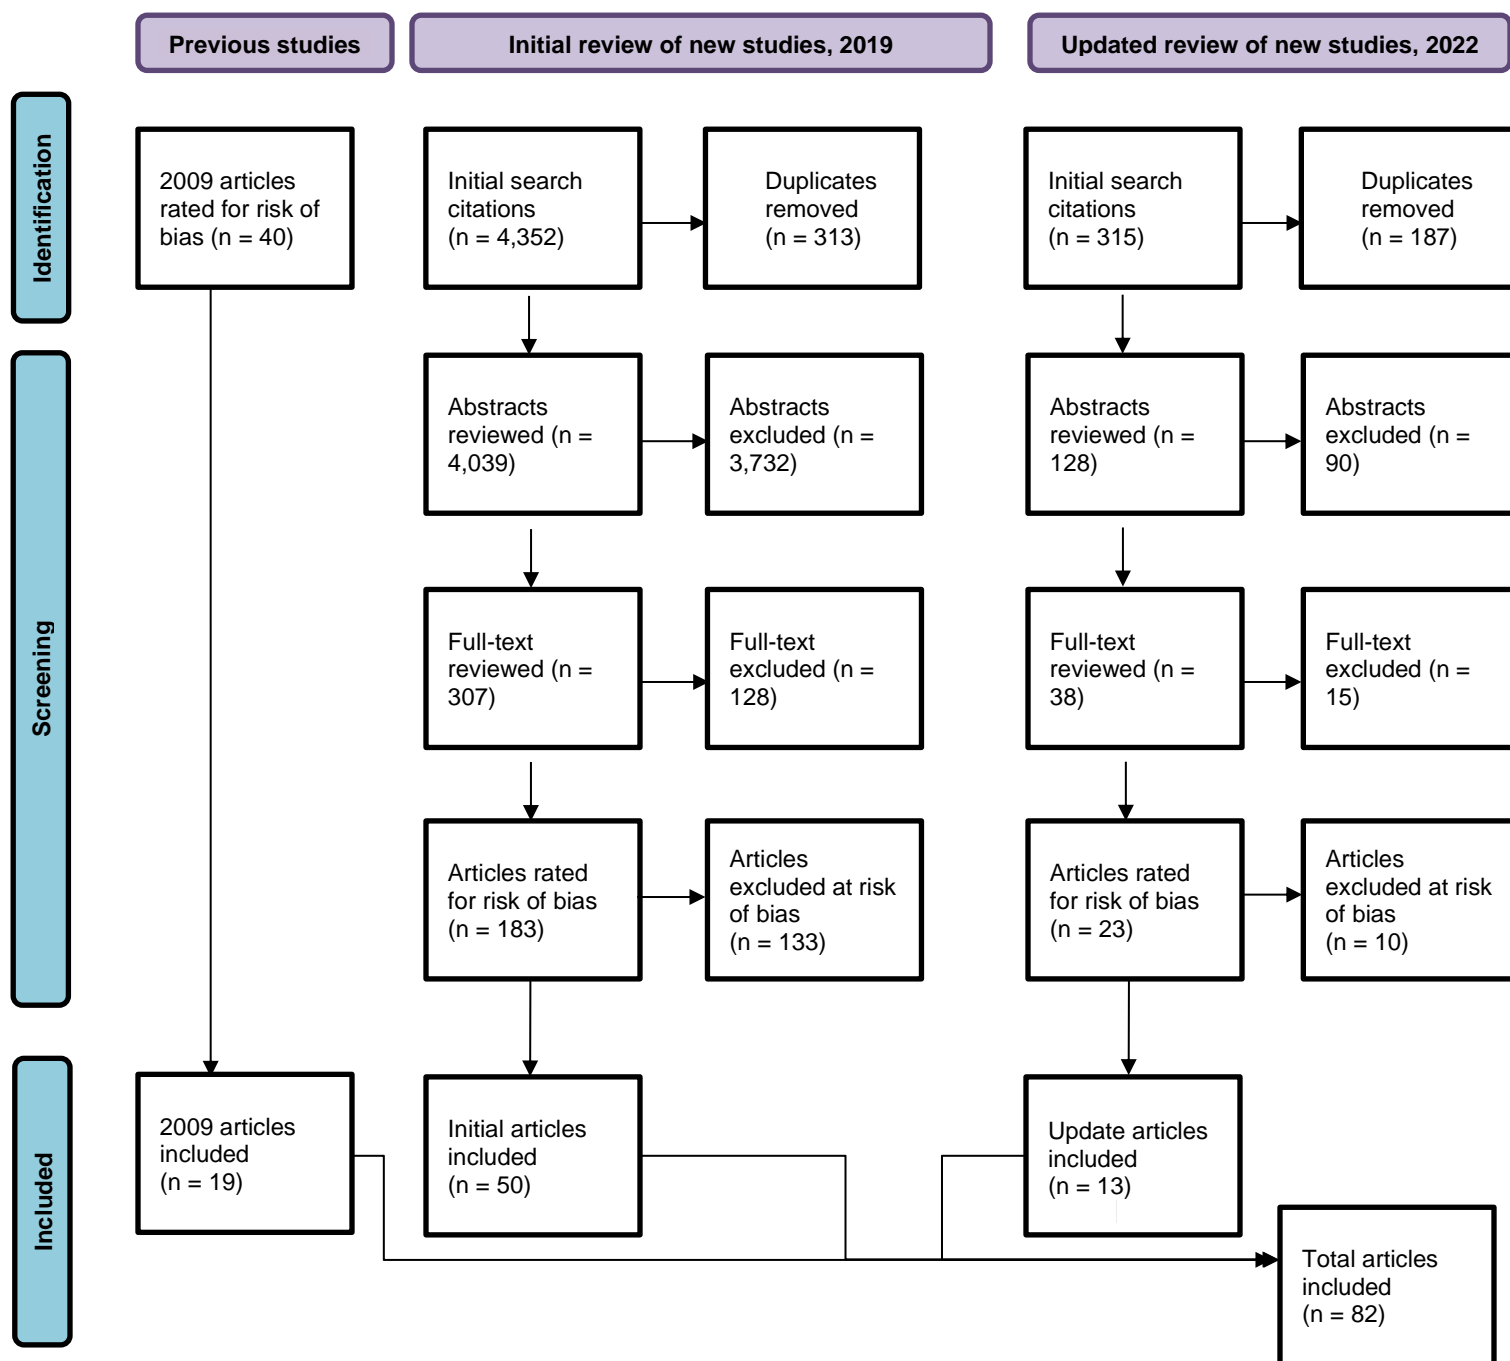 Previous studies
Initial review of new studies, 2019
Updated review of new studies, 2022
Identification
2009 articles
rated for risk of
bias (n = 40)
Initial search
citations
(n = 4,352)
Duplicates
removed
(n = 313)
Initial search
citations
(n = 315)
Duplicates
removed
(n = 187)
Screening
Abstracts
reviewed (n =
4,039)
Abstracts
excluded (n =
3,732)
Abstracts
reviewed (n =
128)
Abstracts
excluded (n =
90)
Full-text
reviewed (n =
307)
Full-text
excluded (n =
128)
Full-text
reviewed (n =
38)
Full-text
excluded (n =
15)
Articles rated
for risk of bias
(n = 183)
Articles
excluded at risk
of bias
(n = 133)
Articles rated
for risk of bias
(n = 23)
Articles
excluded at risk
of bias
(n = 10)
Included
2009 articles
included
(n = 19)
Initial articles
included
(n = 50)
Update articles
included
(n = 13)
Total articles
included
(n = 82)